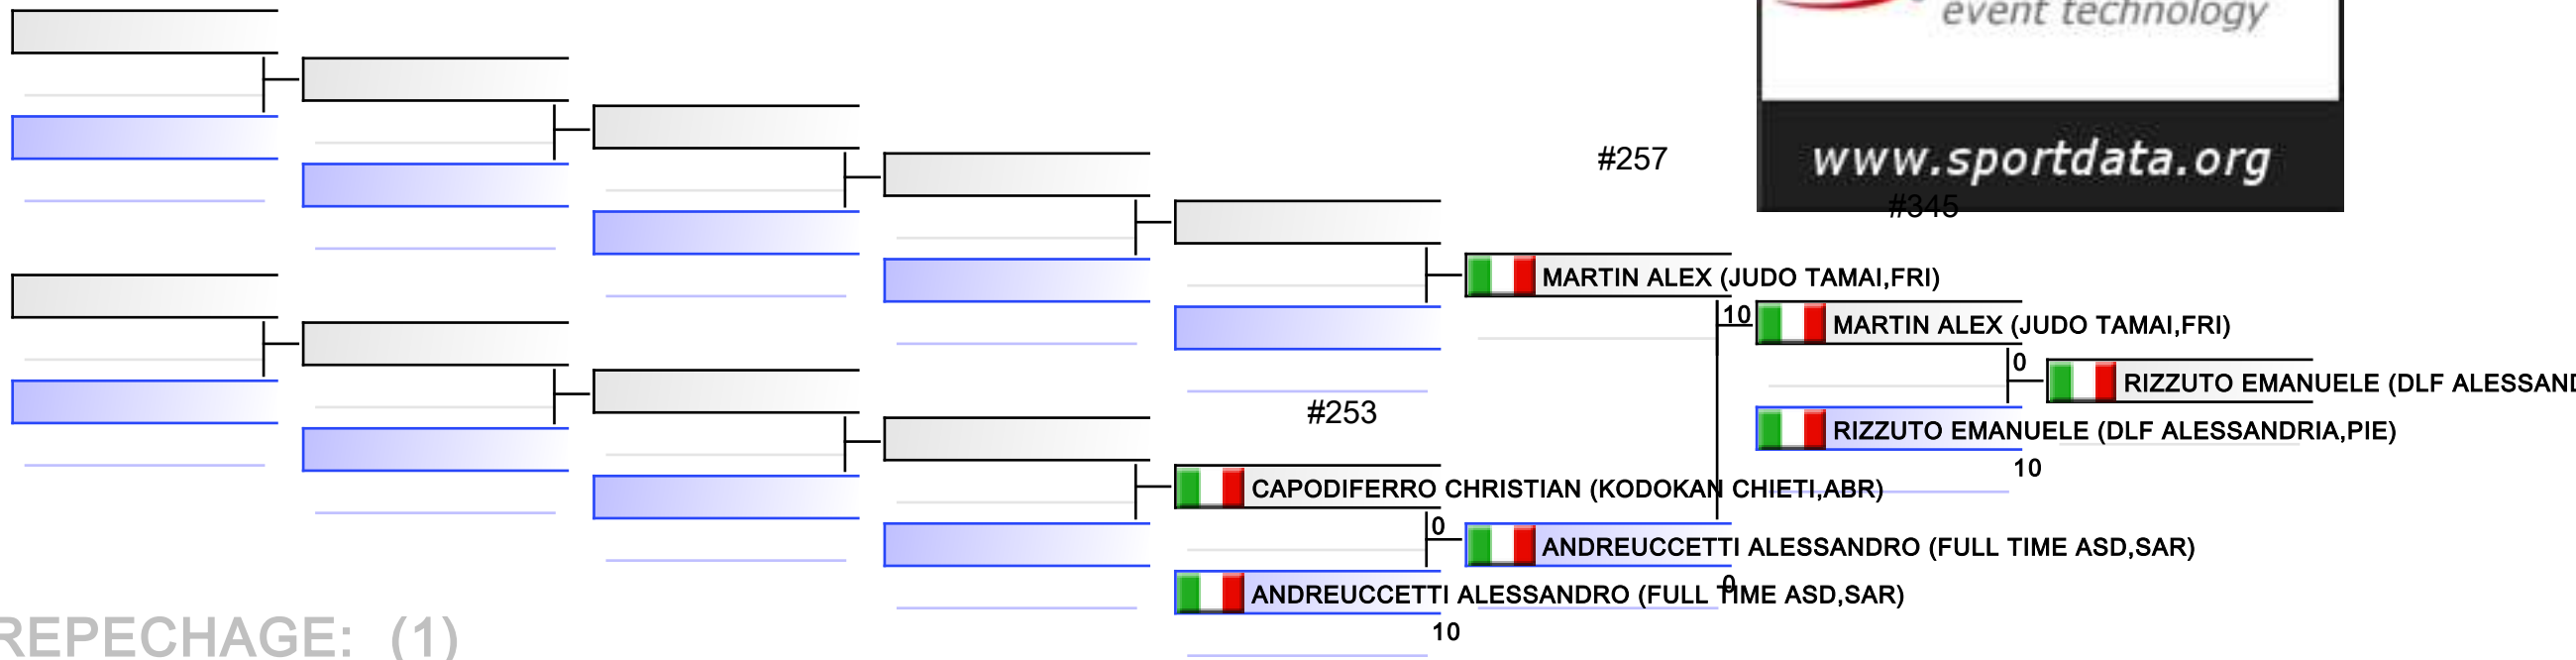 event technology
#257
www.sportdata.org
#345
MARTIN ALEX (JUDO TAMAI,FRI)
10
MARTIN ALEX (JUDO TAMAI,FRI)
0
RIZZUTO EMANUELE (DLF ALESSAND
#253
RIZZUTO EMANUELE (DLF ALESSANDRIA,PIE)
10
CAPODIFERRO CHRISTIAN (KODOKAN CHIETI,ABR)
0
ANDREUCCETTI ALESSANDRO (FULL TIME ASD,SAR)
0
ANDREUCCETTI ALESSANDRO (FULL TIME ASD,SAR)
10
REPECHAGE: (1)